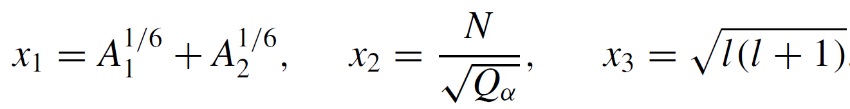 x₁ = A₁^{1/6} + A₂^{1/6}, x₂ = N/√Q_α, x₃ = √l(l + 1).